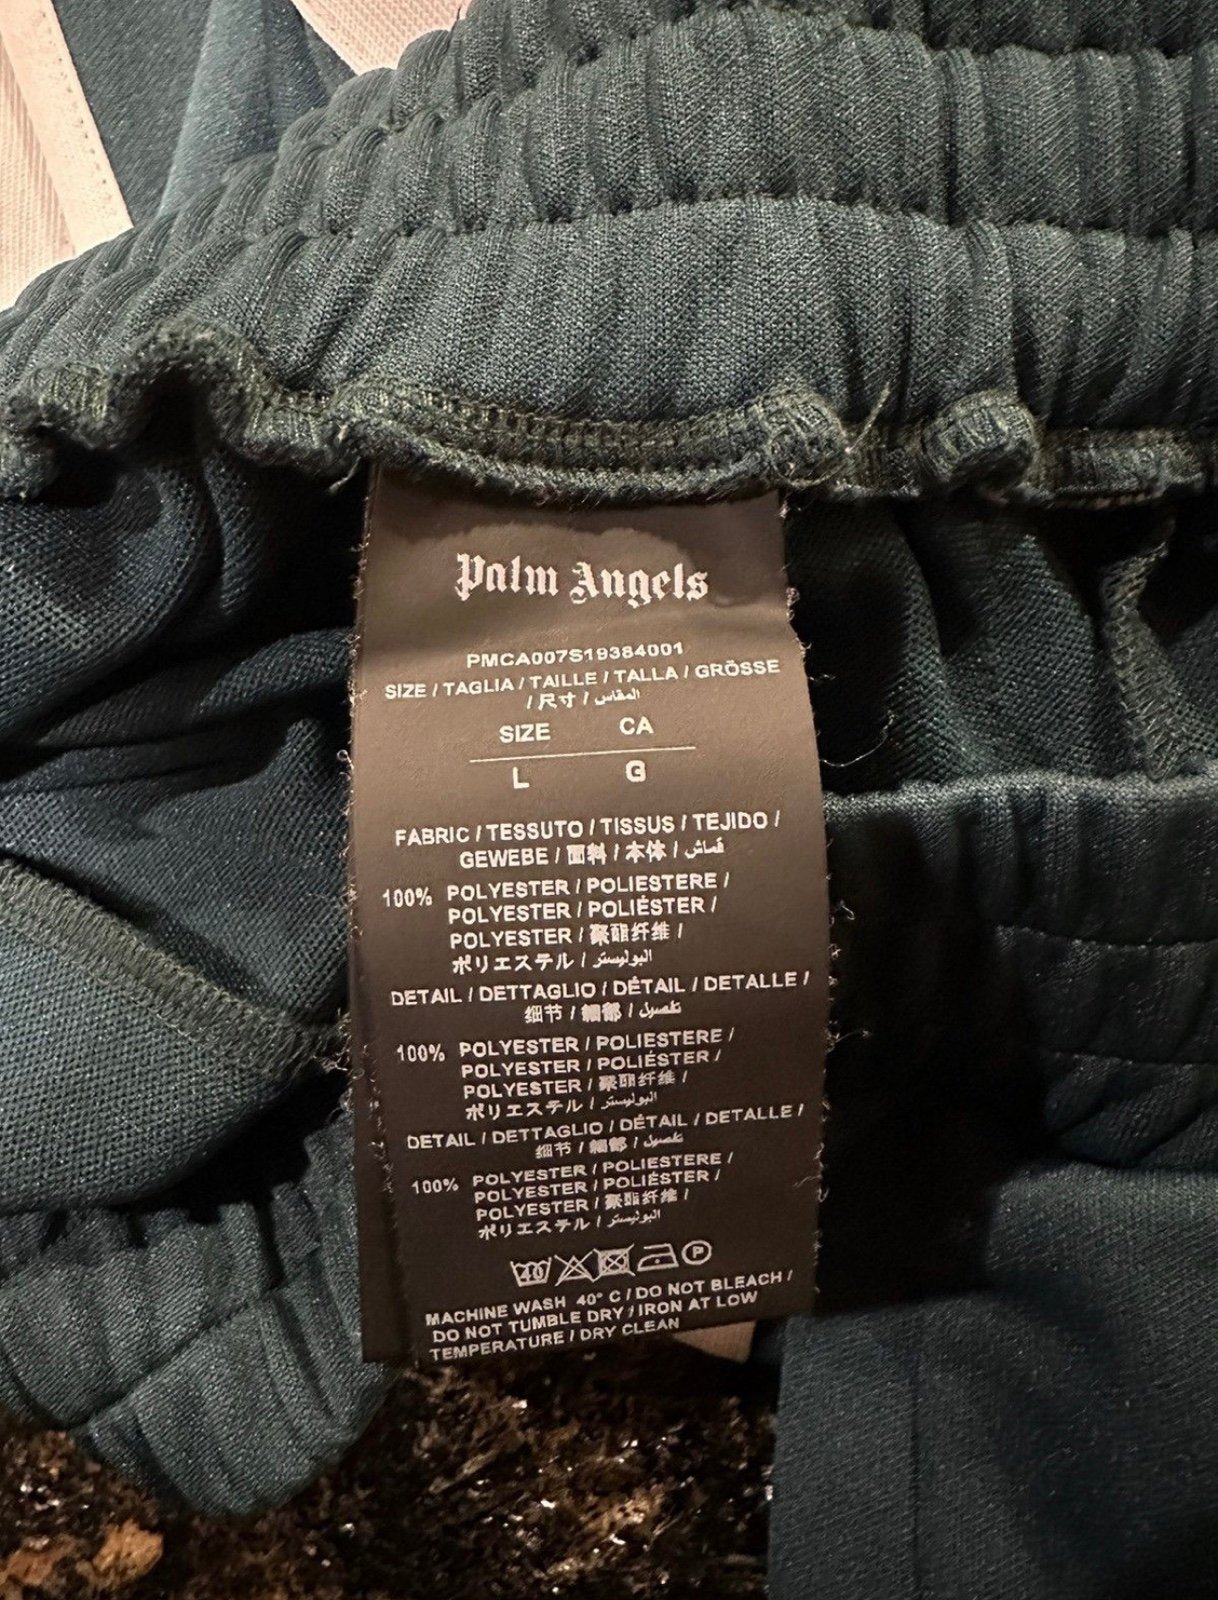 Palm Angels
PMCA007S19384001
SIZE / TAGLIA / TAILLE / TALLA / GRÖSSE
/ 尺寸 / المقاس
SIZE CA
L G
FABRIC / TESSUTO / TISSUS / TEJIDO /
GEWEBE / 面料 / 本体 / قماش
100% POLYESTER / POLIESTERE /
POLYESTER / POLIÉSTER /
POLYESTER / 聚酯纤维 /
ポリエステル / البوليستر
DETAIL / DETTAGLIO / DÉTAIL / DETALLE /
细节 / 細部 / تفصيل
100% POLYESTER / POLIESTERE /
POLYESTER / POLIÉSTER /
POLYESTER / 聚酯纤维 /
ポリエステル / البوليستر
DETAIL / DETTAGLIO / DÉTAIL / DETALLE /
细节 / 細部 / تفصيل
100% POLYESTER / POLIESTERE /
POLYESTER / POLIÉSTER /
POLYESTER / 聚酯纤维 /
ポリエステル / البوليستر
40 P
MACHINE WASH 40° C / DO NOT BLEACH /
DO NOT TUMBLE DRY / IRON AT LOW
TEMPERATURE / DRY CLEAN